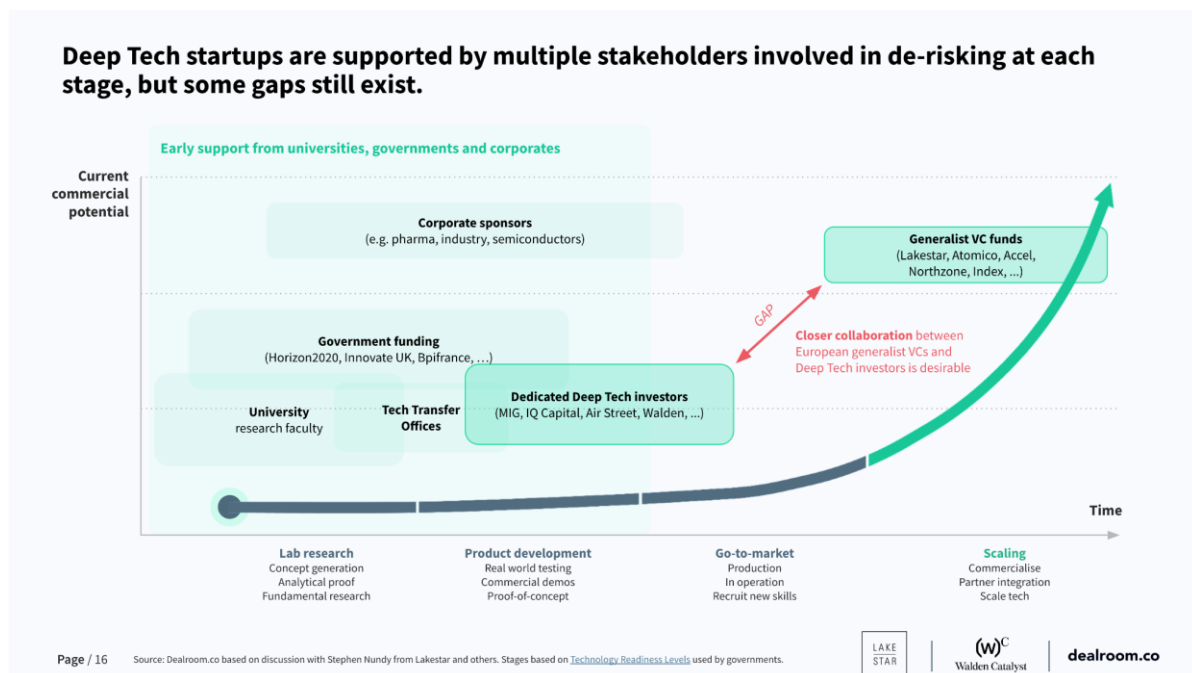 Deep Tech startups are supported by multiple stakeholders involved in de-risking at each
stage, but some gaps still exist.
Early support from universities, governments and corporates
Current
commercial
potential
Corporate sponsors
(e.g. pharma, industry, semiconductors)
Generalist VC funds
(Lakestar, Atomico, Accel,
Northzone, Index, ...)
GAP
Closer collaboration between
European generalist VCs and
Deep Tech investors is desirable
Government funding
(Horizon2020, Innovate UK, Bpifrance, …)
Dedicated Deep Tech investors
(MIG, IQ Capital, Air Street, Walden, ...)
University
research faculty
Tech Transfer
Offices
Time
Lab research
Concept generation
Analytical proof
Fundamental research
Product development
Real world testing
Commercial demos
Proof-of-concept
Go-to-market
Production
In operation
Recruit new skills
Scaling
Commercialise
Partner integration
Scale tech
Page / 16
Source: Dealroom.co based on discussion with Stephen Nundy from Lakestar and others. Stages based on Technology Readiness Levels used by governments.
LAKE
STAR
(w)C
Walden Catalyst
dealroom.co